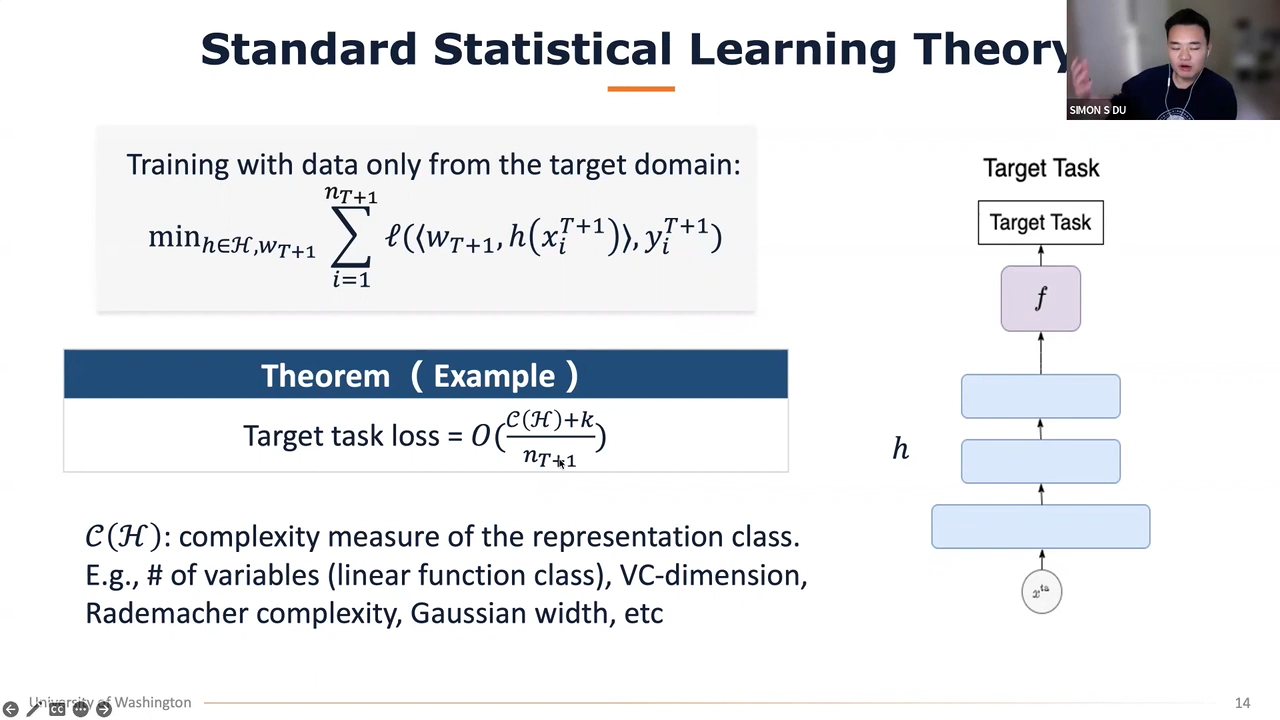 Standard Statistical Learning Theory
SIMON S DU
Training with data only from the target domain:
min_{h∈ℋ,w_{T+1}} ∑_{i=1}^{n_{T+1}} ℓ(⟨w_{T+1}, h(x_i^{T+1})⟩, y_i^{T+1})
Theorem （Example）
Target task loss = O(\frac{𝒞(ℋ)+k}{n_{T+1}})
𝒞(ℋ): complexity measure of the representation class.
E.g., # of variables (linear function class), VC-dimension,
Rademacher complexity, Gaussian width, etc
Target Task
Target Task
f
h
x^{ta}
University of Washington
CC
14